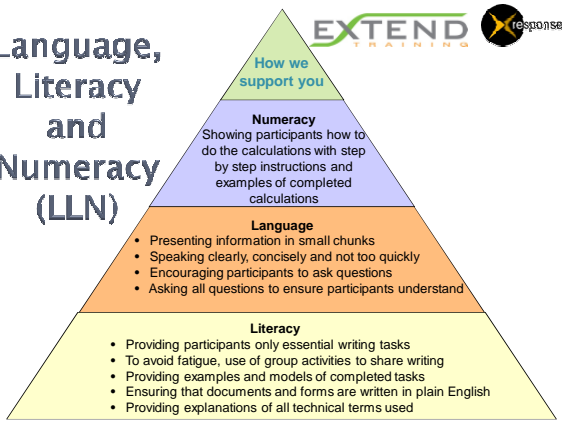 Language,
Literacy
and
Numeracy
(LLN)
EXTEND
TRAINING
response
How we
support you
Numeracy
Showing participants how to
do the calculations with step
by step instructions and
examples of completed
calculations
Language
• Presenting information in small chunks
• Speaking clearly, concisely and not too quickly
• Encouraging participants to ask questions
• Asking all questions to ensure participants understand
Literacy
• Providing participants only essential writing tasks
• To avoid fatigue, use of group activities to share writing
• Providing examples and models of completed tasks
• Ensuring that documents and forms are written in plain English
• Providing explanations of all technical terms used